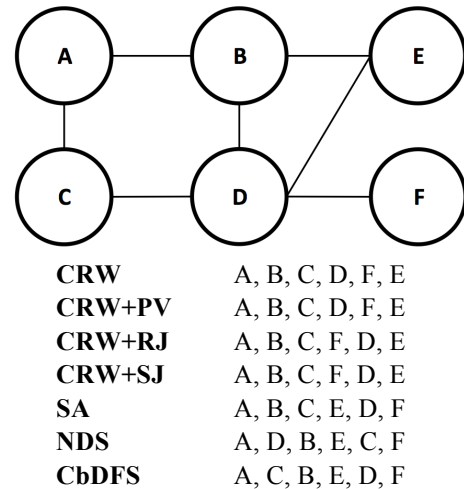 A B E
C D F
CRW A, B, C, D, F, E
CRW+PV A, B, C, D, F, E
CRW+RJ A, B, C, F, D, E
CRW+SJ A, B, C, F, D, E
SA A, B, C, E, D, F
NDS A, D, B, E, C, F
CbDFS A, C, B, E, D, F